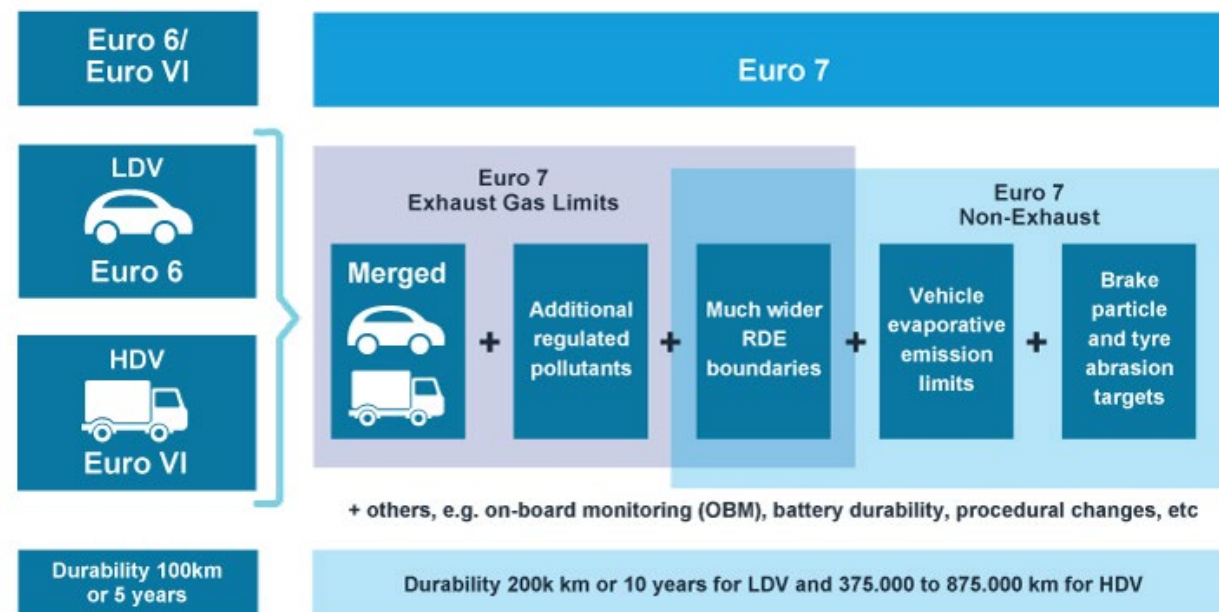 Euro 6/
Euro VI
Euro 7
LDV
Euro 6
HDV
Euro VI
Euro 7
Exhaust Gas Limits
Euro 7
Non-Exhaust
Merged
+
Additional
regulated
pollutants
+
Much wider
RDE
boundaries
+
Vehicle
evaporative
emission
limits
+
Brake
particle
and tyre
abrasion
targets
+ others, e.g. on-board monitoring (OBM), battery durability, procedural changes, etc
Durability 100km
or 5 years
Durability 200k km or 10 years for LDV and 375.000 to 875.000 km for HDV